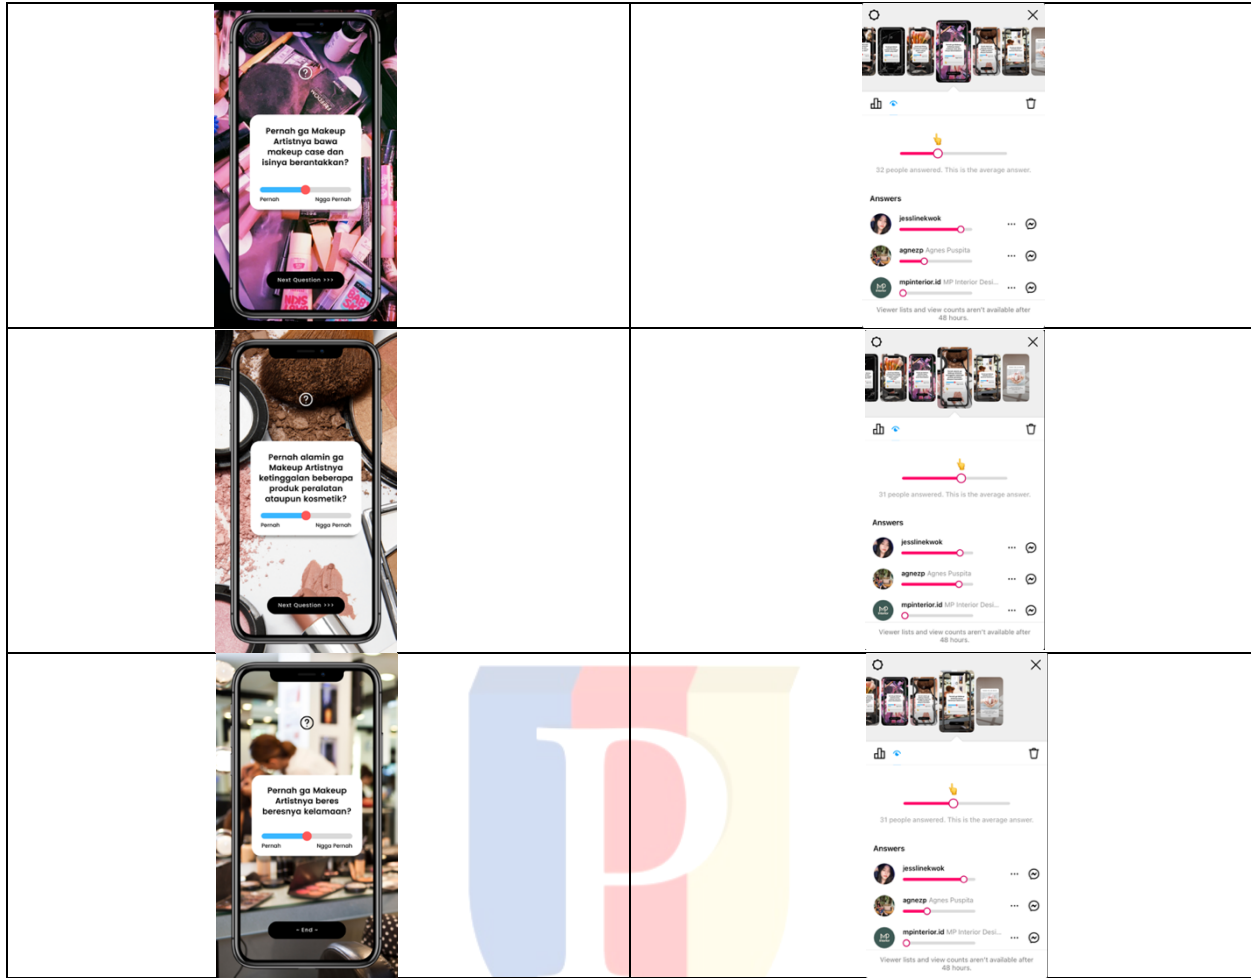 Pernah ga Makeup
Artistnya bawa
makeup case dan
isinya berantakkan?
Pernah Ngga Pernah
Next Question >>>
32 people answered. This is the average answer.
Answers
jesslinekwok
agnezp Agnes Puspita
MP
mpinterior.id MP Interior Desi...
Viewer lists and view counts aren't available after
48 hours.
Pernah alamin ga
Makeup Artistnya
ketinggalan beberapa
produk peralatan
ataupun kosmetik?
Pernah Ngga Pernah
Next Question >>>
31 people answered. This is the average answer.
Answers
jesslinekwok
agnezp Agnes Puspita
MP
mpinterior.id MP Interior Desi...
Viewer lists and view counts aren't available after
48 hours.
Pernah ga Makeup
Artistnya beres
beresnya kelamaan?
Pernah Ngga Pernah
- End -
31 people answered. This is the average answer.
Answers
jesslinekwok
agnezp Agnes Puspita
MP
mpinterior.id MP Interior Desi...
Viewer lists and view counts aren't available after
48 hours.
P